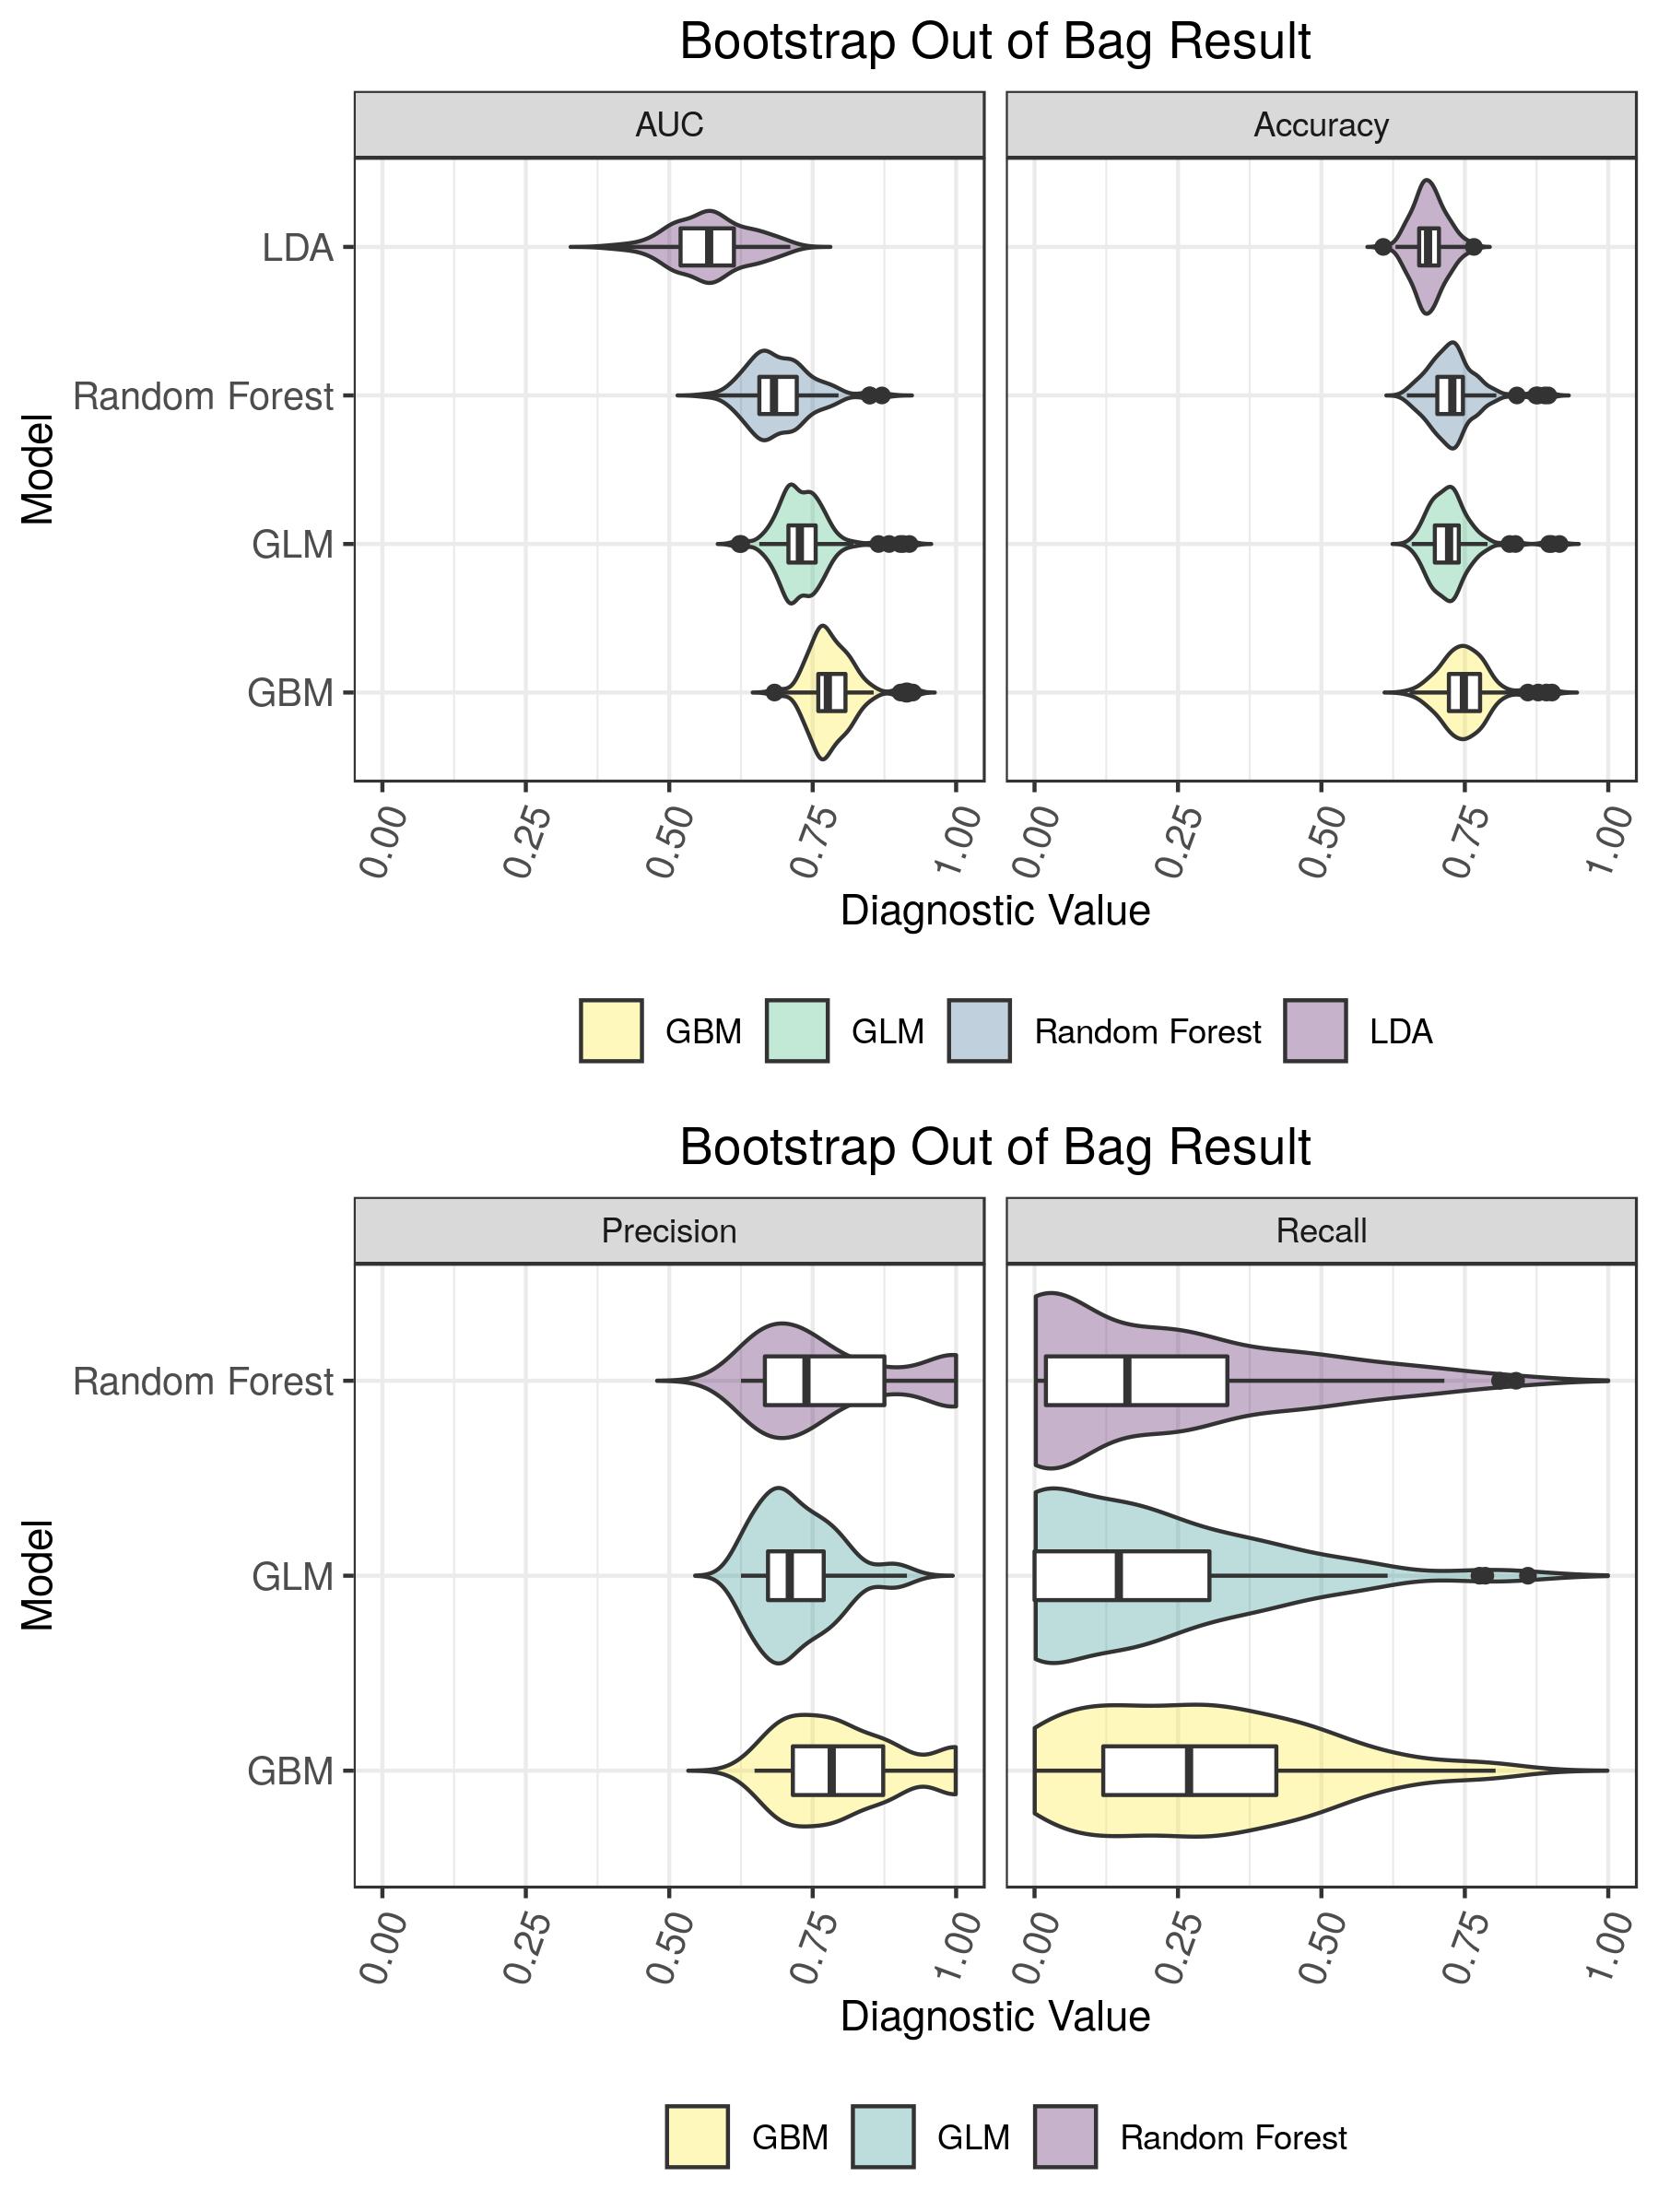 Bootstrap Out of Bag Result
AUC
Accuracy
Model
LDA
Random Forest
GLM
GBM
0.00 0.25 0.50 0.75 1.00
0.00 0.25 0.50 0.75 1.00
Diagnostic Value
GBM GLM Random Forest LDA
Bootstrap Out of Bag Result
Precision
Recall
Model
Random Forest
GLM
GBM
0.00 0.25 0.50 0.75 1.00
0.00 0.25 0.50 0.75 1.00
Diagnostic Value
GBM GLM Random Forest